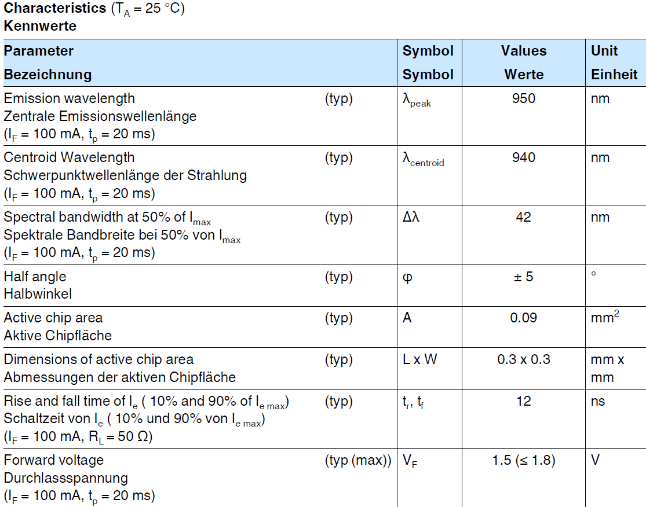 Characteristics (TA = 25 °C)
Kennwerte
Parameter Symbol Values Unit
Bezeichnung Symbol Werte Einheit
Emission wavelength (typ) λpeak 950 nm
Zentrale Emissionswellenlänge
(IF = 100 mA, tp = 20 ms)
Centroid Wavelength (typ) λcentroid 940 nm
Schwerpunktwellenlänge der Strahlung
(IF = 100 mA, tp = 20 ms)
Spectral bandwidth at 50% of Imax (typ) Δλ 42 nm
Spektrale Bandbreite bei 50% von Imax
(IF = 100 mA, tp = 20 ms)
Half angle (typ) φ ± 5 °
Halbwinkel
Active chip area (typ) A 0.09 mm2
Aktive Chipfläche
Dimensions of active chip area (typ) L x W 0.3 x 0.3 mm x
Abmessungen der aktiven Chipfläche mm
Rise and fall time of Ie ( 10% and 90% of Ie max) (typ) tr, tf 12 ns
Schaltzeit von Ie ( 10% und 90% von Ie max)
(IF = 100 mA, RL = 50 Ω)
Forward voltage (typ (max)) VF 1.5 (≤ 1.8) V
Durchlassspannung
(IF = 100 mA, tp = 20 ms)